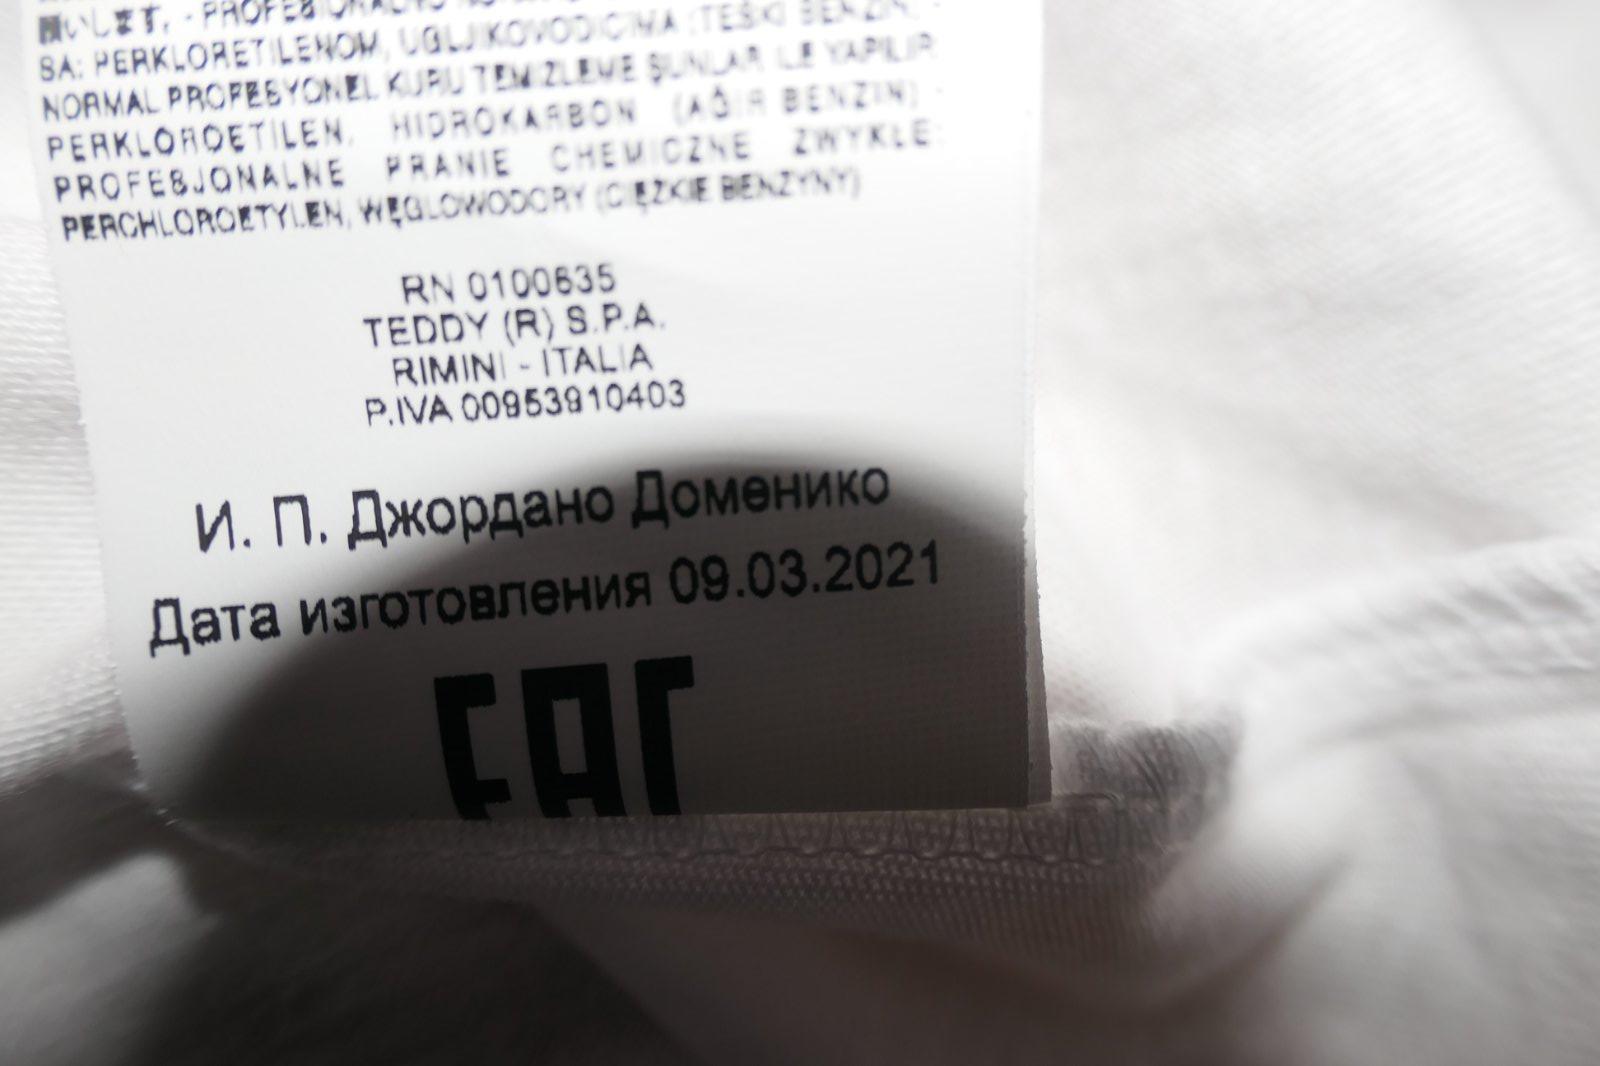 - PROFESIONALNO
SA: PERKLORETILENOM, UGLJIKOVODICIMA (TEŠKI BENZIN) -
NORMAL PROFESYONEL KURU TEMIZLEME ŞUNLAR ILE YAPILIR
PERKLOROETILEN, HIDROKARBON (AĞIR BENZIN) -
PROFESJONALNE PRANIE CHEMICZNE ZWYKŁE:
PERCHLOROETYLEN, WĘGLOWODORY (CIĘŻKIE BENZYNY)
RN 0100635
TEDDY (R) S.P.A.
RIMINI - ITALIA
P.IVA 00953910403
И. П. Джордано Доменико
Дата изготовления 09.03.2021
EAC